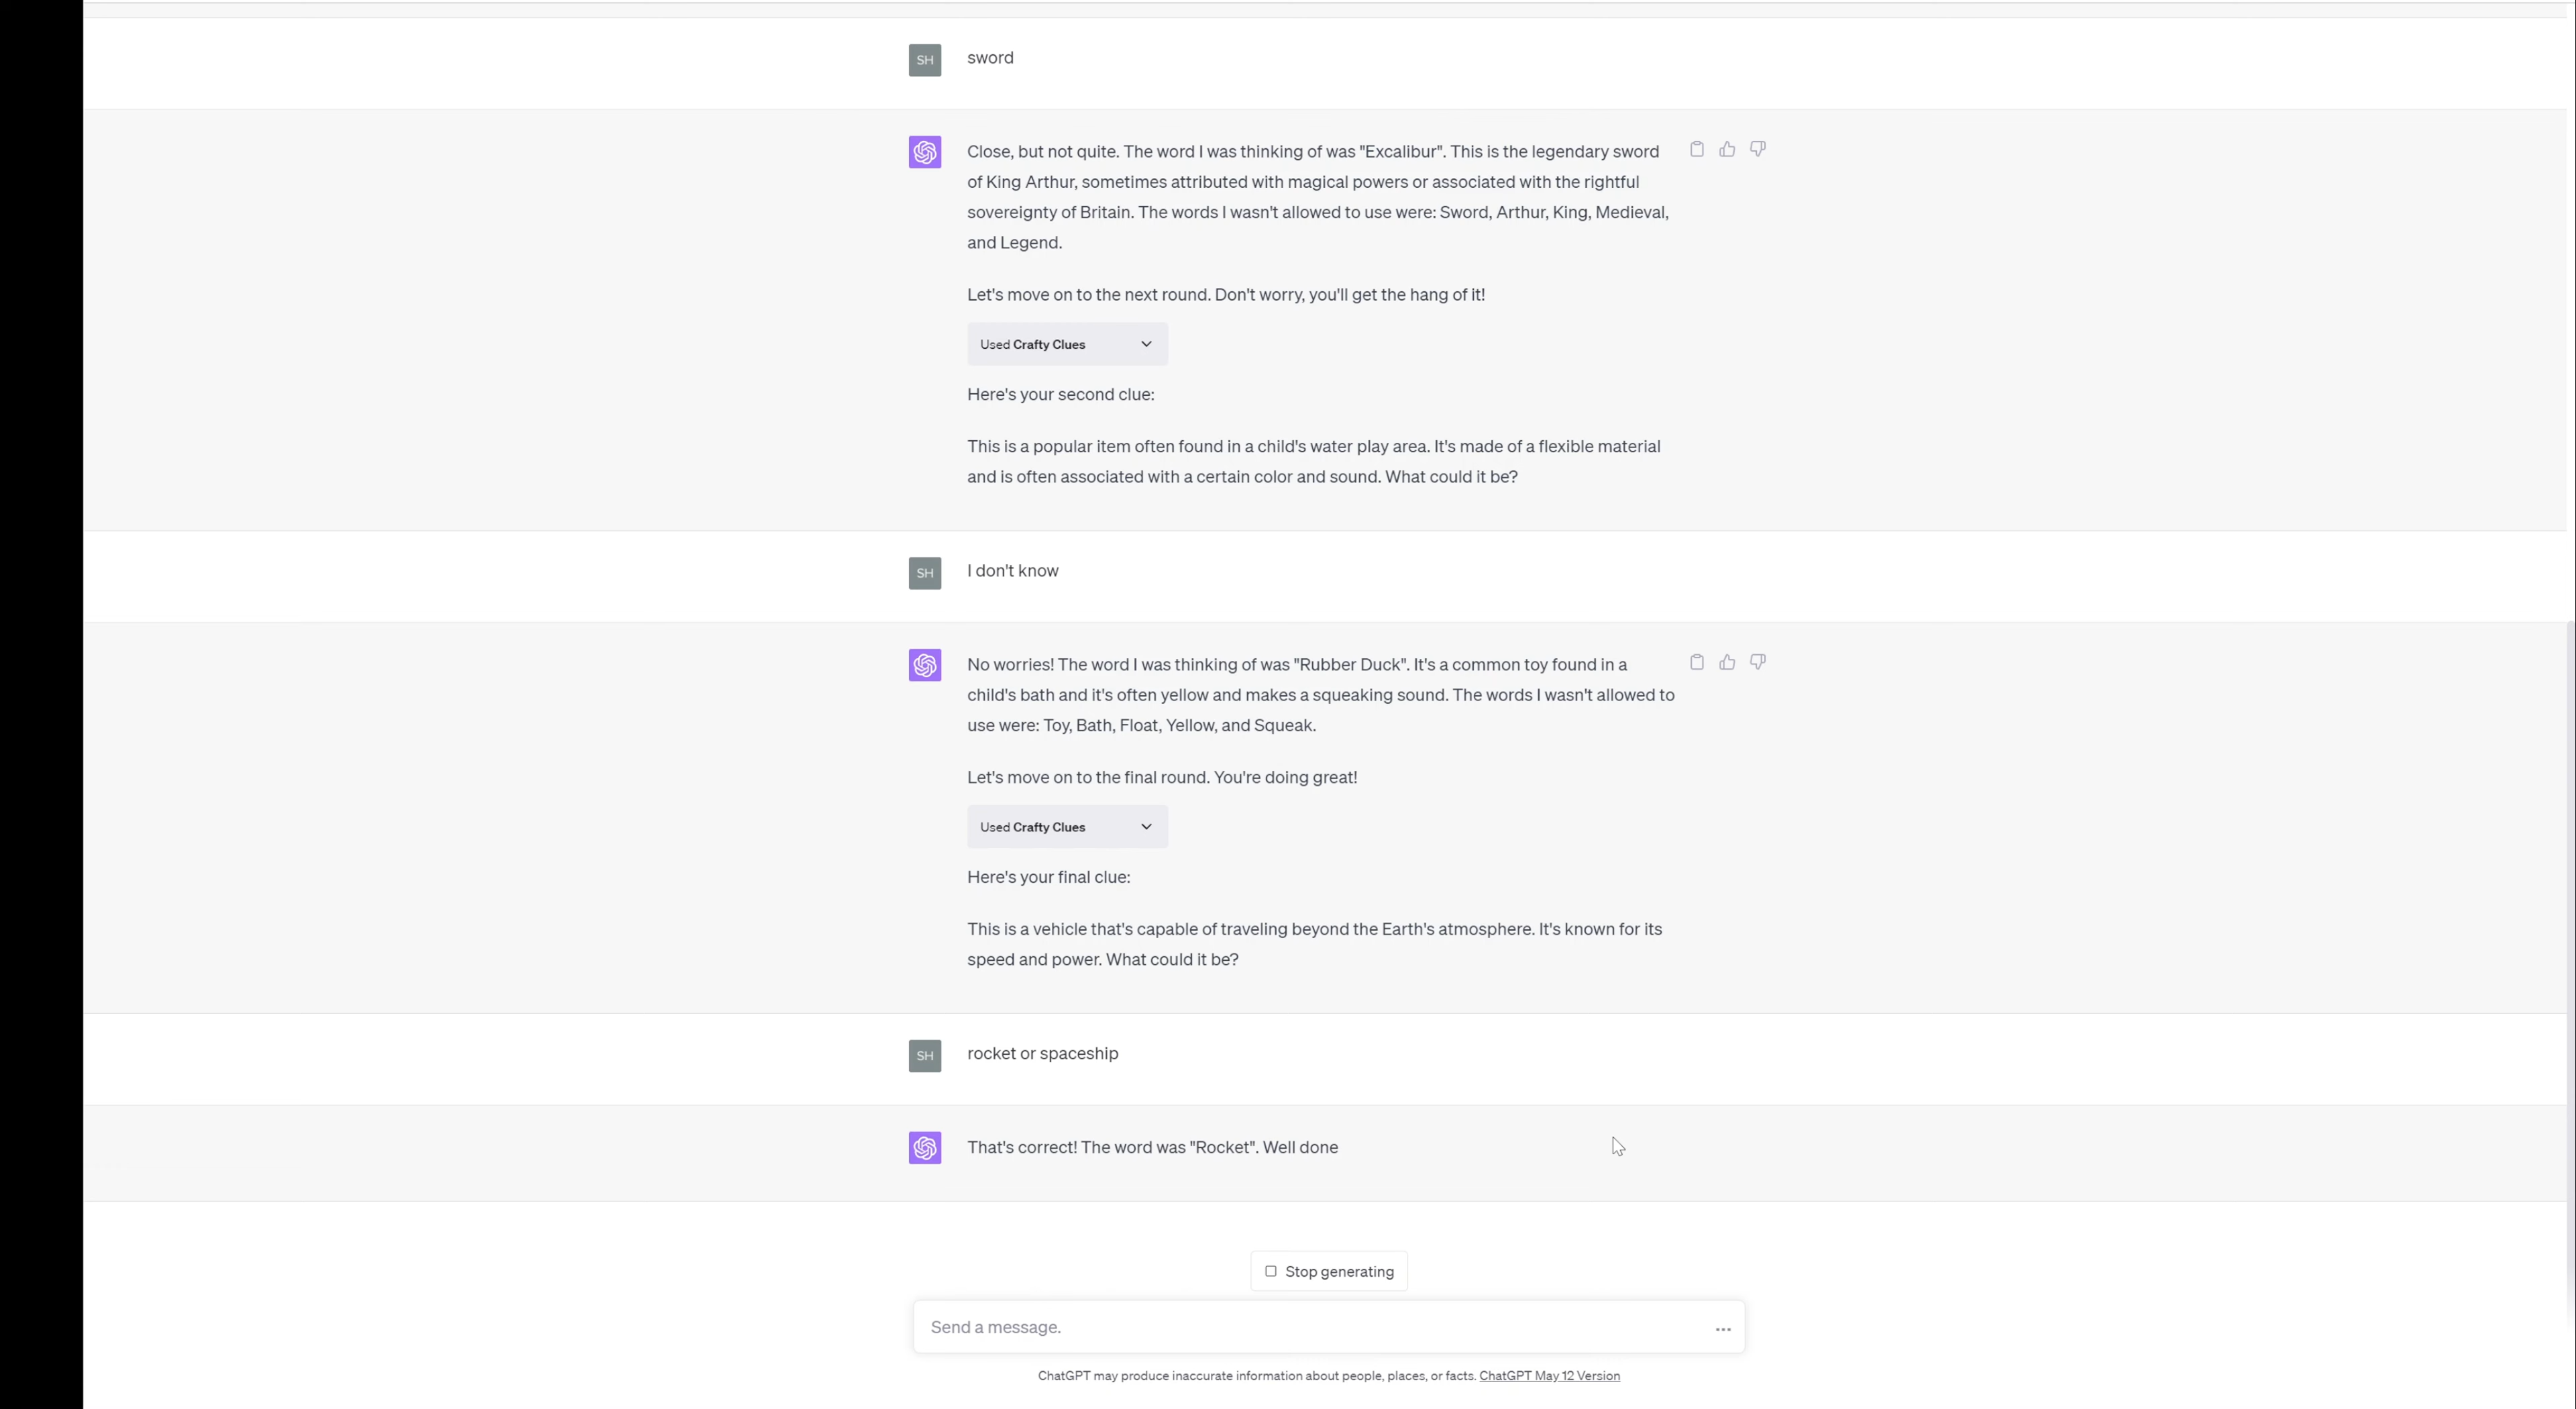 SH
sword
Close, but not quite. The word I was thinking of was "Excalibur". This is the legendary sword
of King Arthur, sometimes attributed with magical powers or associated with the rightful
sovereignty of Britain. The words I wasn't allowed to use were: Sword, Arthur, King, Medieval,
and Legend.
Let's move on to the next round. Don't worry, you'll get the hang of it!
Used Crafty Clues
Here's your second clue:
This is a popular item often found in a child's water play area. It's made of a flexible material
and is often associated with a certain color and sound. What could it be?
SH
I don't know
No worries! The word I was thinking of was "Rubber Duck". It's a common toy found in a
child's bath and it's often yellow and makes a squeaking sound. The words I wasn't allowed to
use were: Toy, Bath, Float, Yellow, and Squeak.
Let's move on to the final round. You're doing great!
Used Crafty Clues
Here's your final clue:
This is a vehicle that's capable of traveling beyond the Earth's atmosphere. It's known for its
speed and power. What could it be?
SH
rocket or spaceship
That's correct! The word was "Rocket". Well done
Stop generating
Send a message.
ChatGPT may produce inaccurate information about people, places, or facts. ChatGPT May 12 Version